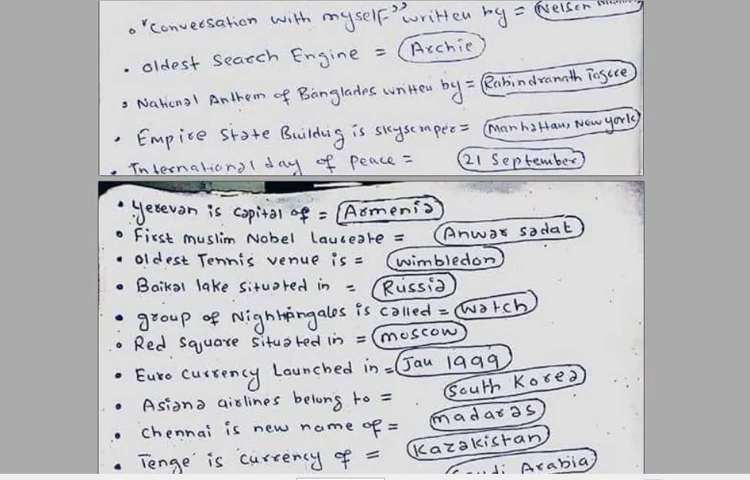 "Conversation with myself" written by = Nelson
• Oldest Search Engine = Archie
• National Anthem of Banglades written by = Rabindranath Tagore
• Empire State Buildig is skyscraper = Manhattan, New york
• International day of Peace = 21 September
• Yerevan is capital of = Armenia
• First muslim Nobel Laureate = Anwar sadat
• Oldest Tennis venue is = Wimbledon
• Baikal lake situated in = Russia
• group of Nightingales is called = Watch
• Red Square situated in = moscow
• Euro currency Launched in = Jan 1999
• Asiana airlines belong to = South Korea
• Chennai is new name of = madaras
• Tenge is currency of = Kazakistan
Saudi Arabia